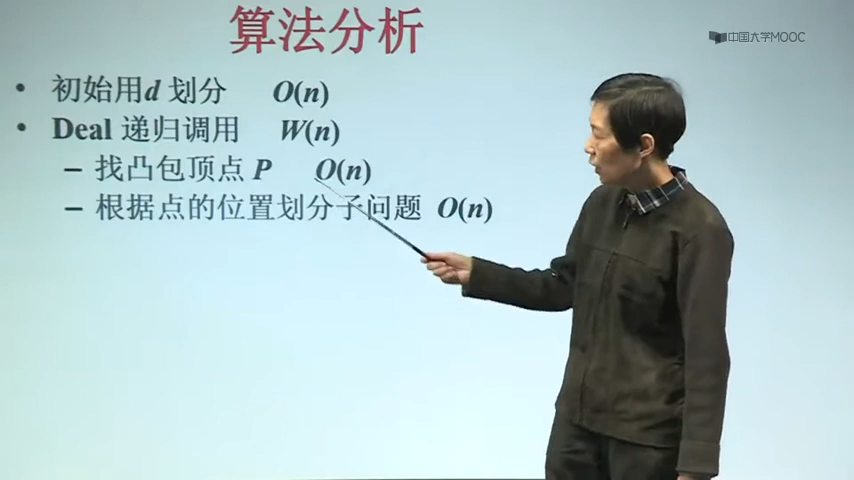 算法分析
中国大学MOOC
• 初始用d 划分 O(n)
• Deal 递归调用 W(n)
– 找凸包顶点 P O(n)
– 根据点的位置划分子问题 O(n)